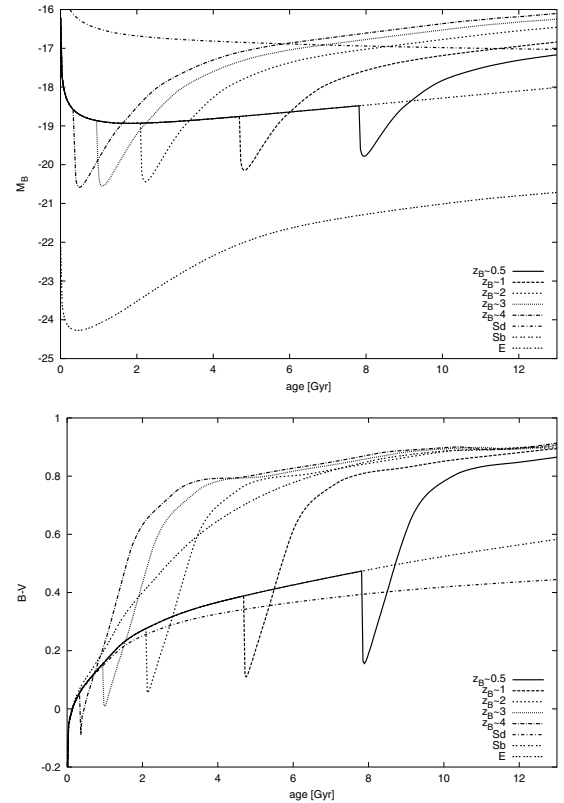 -16
-17
-18
-19
-20
-21
-22
-23
-24
-25
M_B
z_B~0.5
z_B~1
z_B~2
z_B~3
z_B~4
Sd
Sb
E
0 2 4 6 8 10 12
age [Gyr]
1
0.8
0.6
0.4
0.2
0
-0.2
B-V
z_B~0.5
z_B~1
z_B~2
z_B~3
z_B~4
Sd
Sb
E
0 2 4 6 8 10 12
age [Gyr]